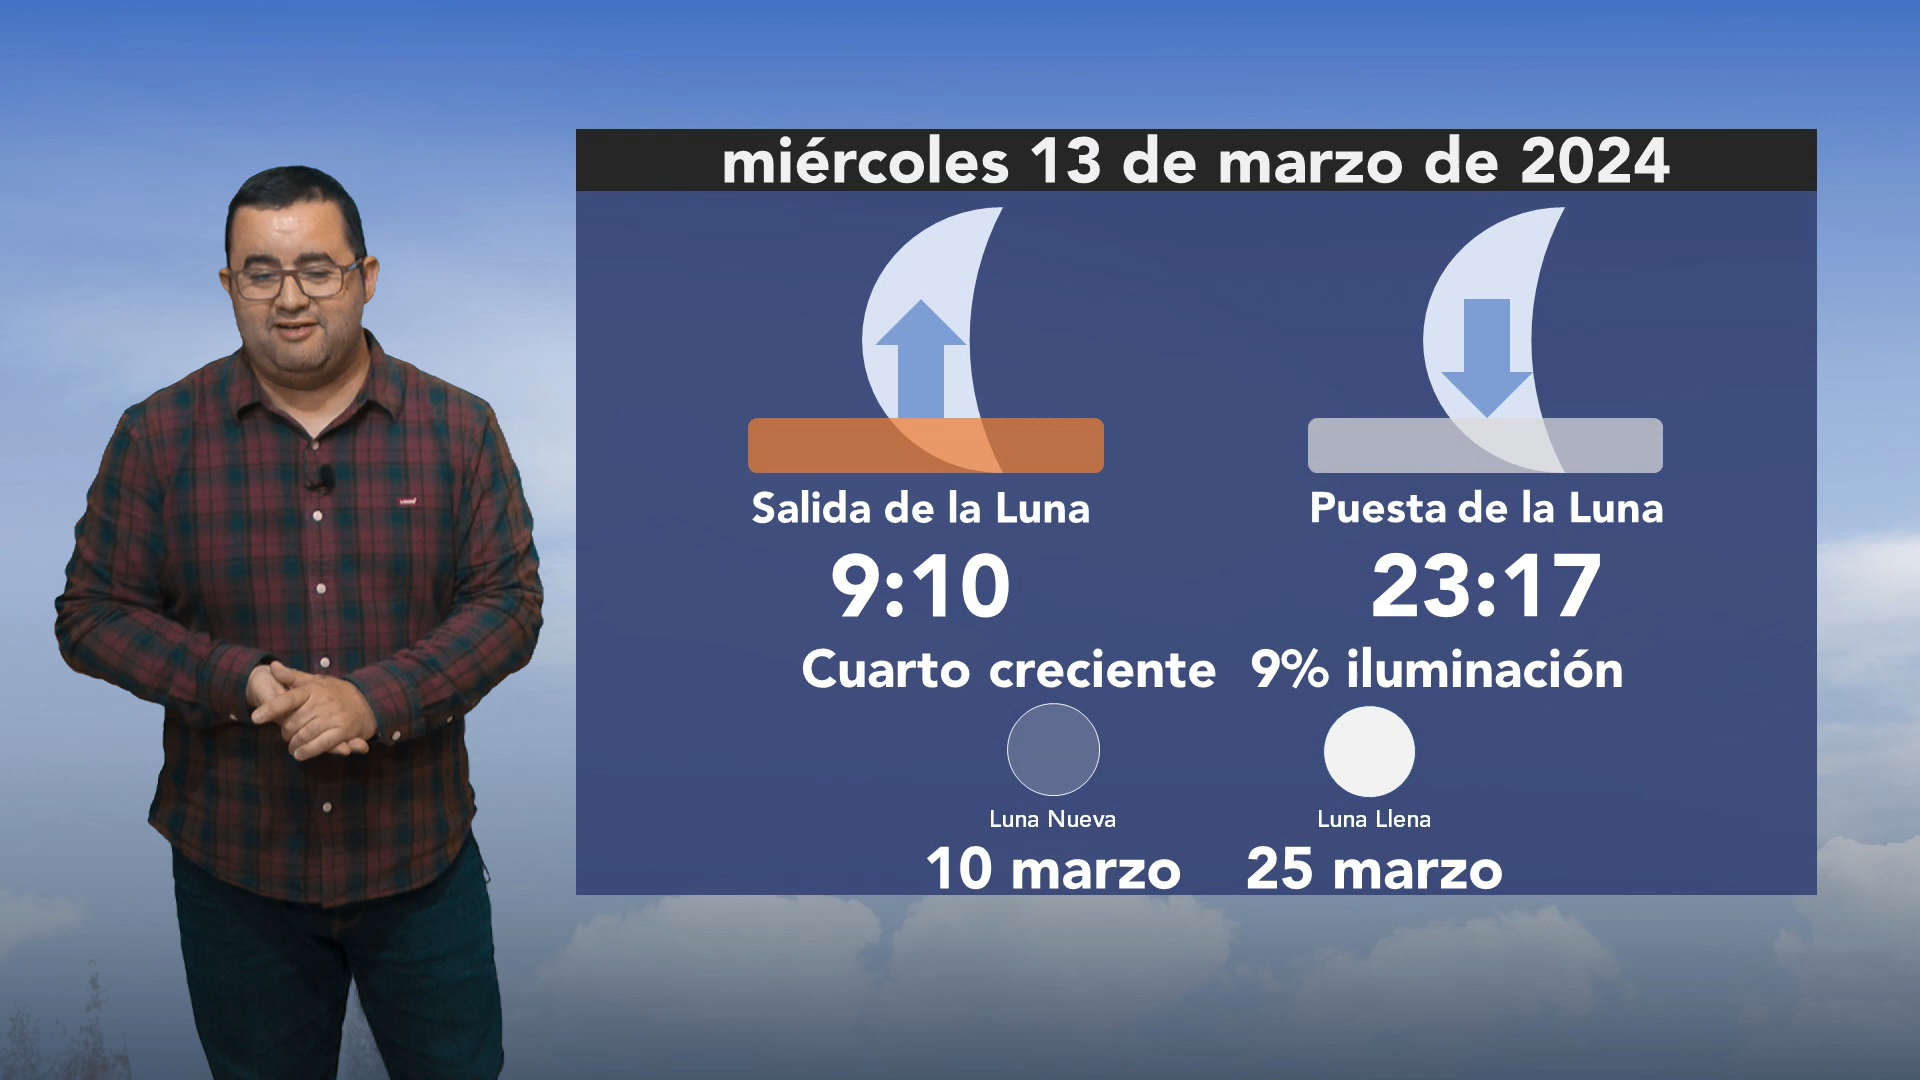 miércoles 13 de marzo de 2024
Salida de la Luna
Puesta de la Luna
9:10
23:17
Cuarto creciente 9% iluminación
Luna Nueva
Luna Llena
10 marzo
25 marzo